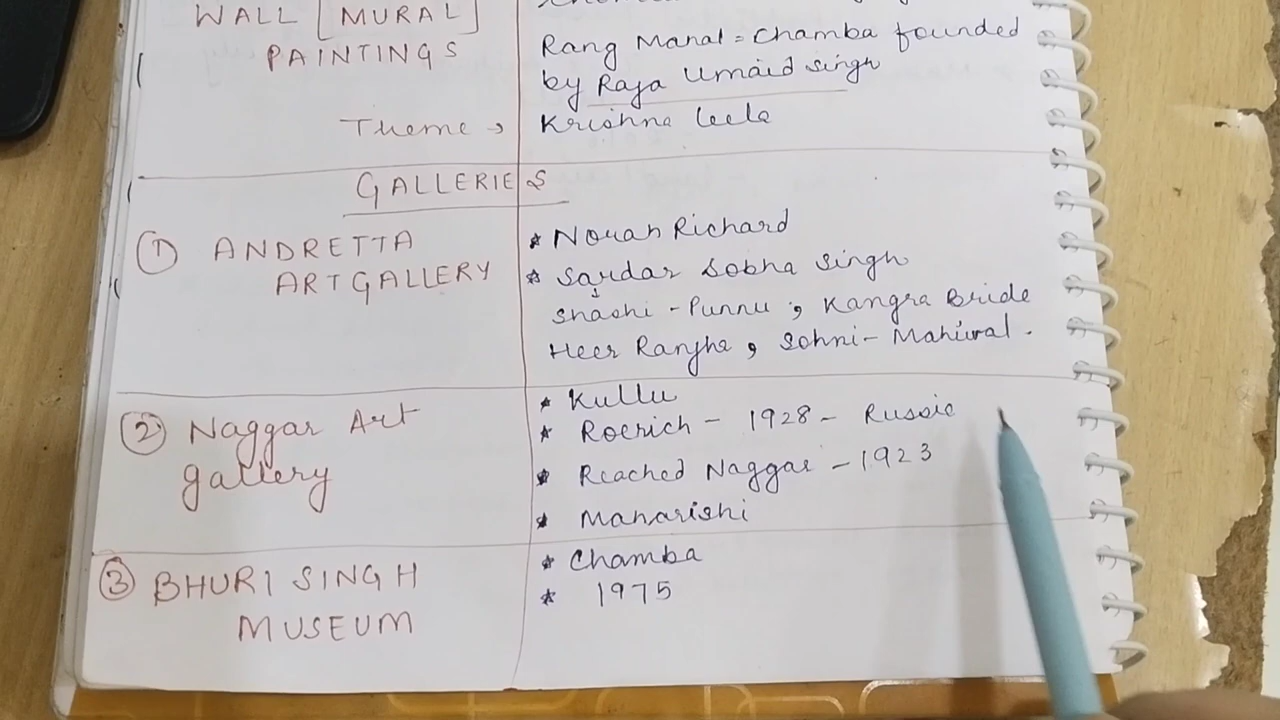 WALL [MURAL]
PAINTINGS
Rang Mahal = Chamba founded
by Raja Umaid Singh
Theme → Krishna leela
GALLERIES
① ANDRETTA
ART GALLERY
* Norah Richard
* Sardar Sobha Singh
Shashi - Punnu , Kangra Bride
Heer Ranjha , Sohni - Mahiwal .
② Naggar Art
gallery
* Kullu
* Roerich - 1928 - Russia
* Reached Naggar - 1923
* Maharishi
③ BHURI SINGH
MUSEUM
* Chamba
* 1975